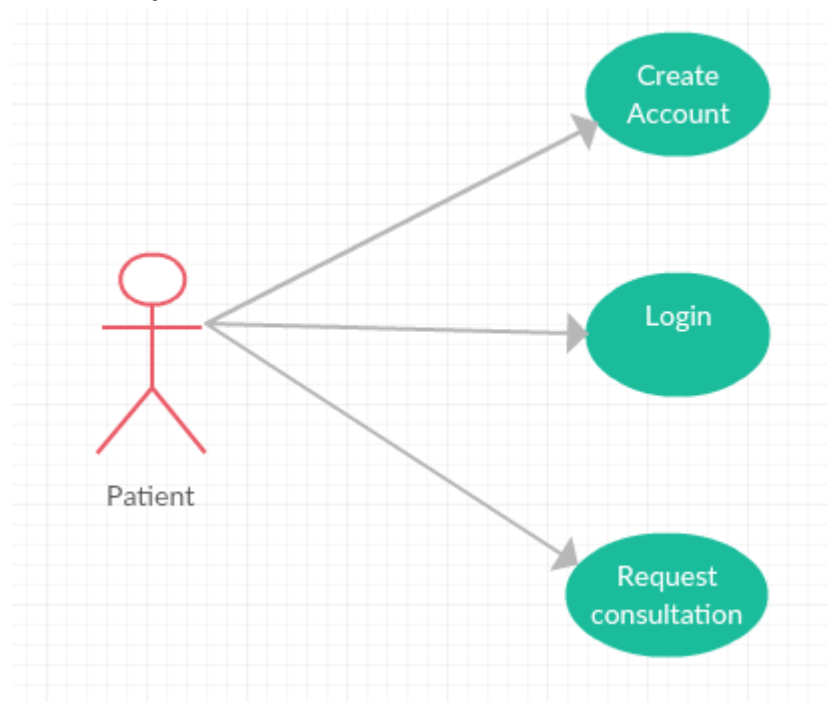 Create
Account
Login
Patient
Request
consultation